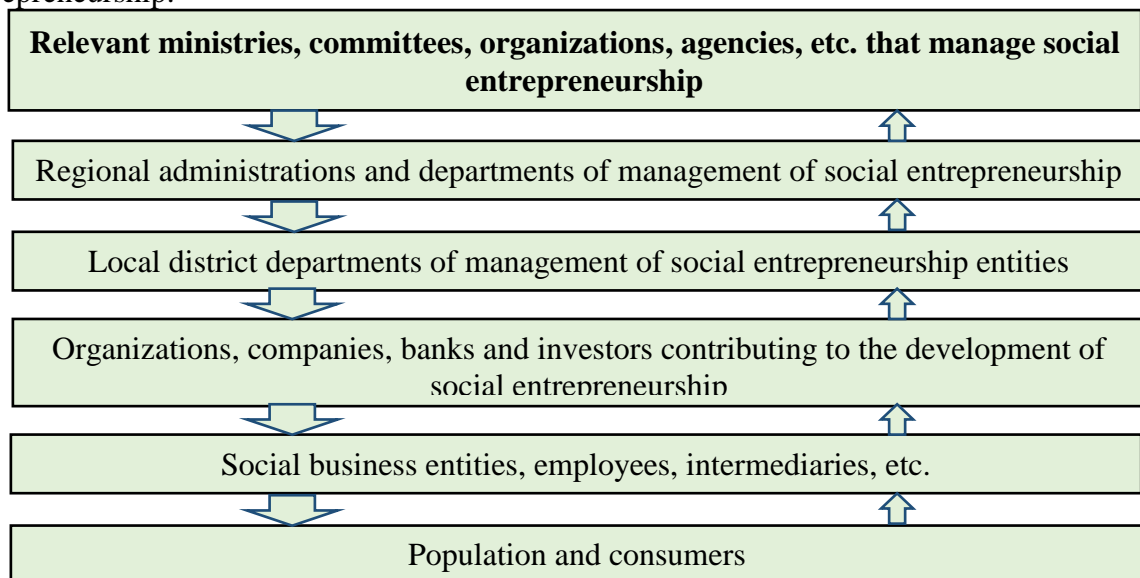 epreneurship.
Relevant ministries, committees, organizations, agencies, etc. that manage social
entrepreneurship
Regional administrations and departments of management of social entrepreneurship
Local district departments of management of social entrepreneurship entities
Organizations, companies, banks and investors contributing to the development of
social entrepreneurship
Social business entities, employees, intermediaries, etc.
Population and consumers